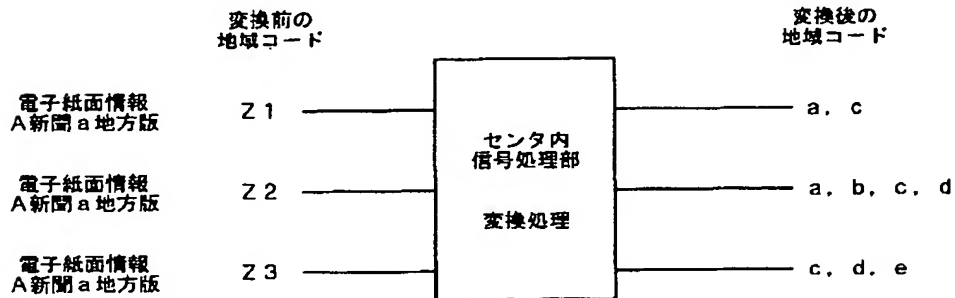 変換前の
地域コード
変換後の
地域コード
電子紙面情報
A新聞a地方版
Z1
a, c
センタ内
信号処理部
電子紙面情報
A新聞a地方版
Z2
a, b, c, d
変換処理
電子紙面情報
A新聞a地方版
Z3
c, d, e